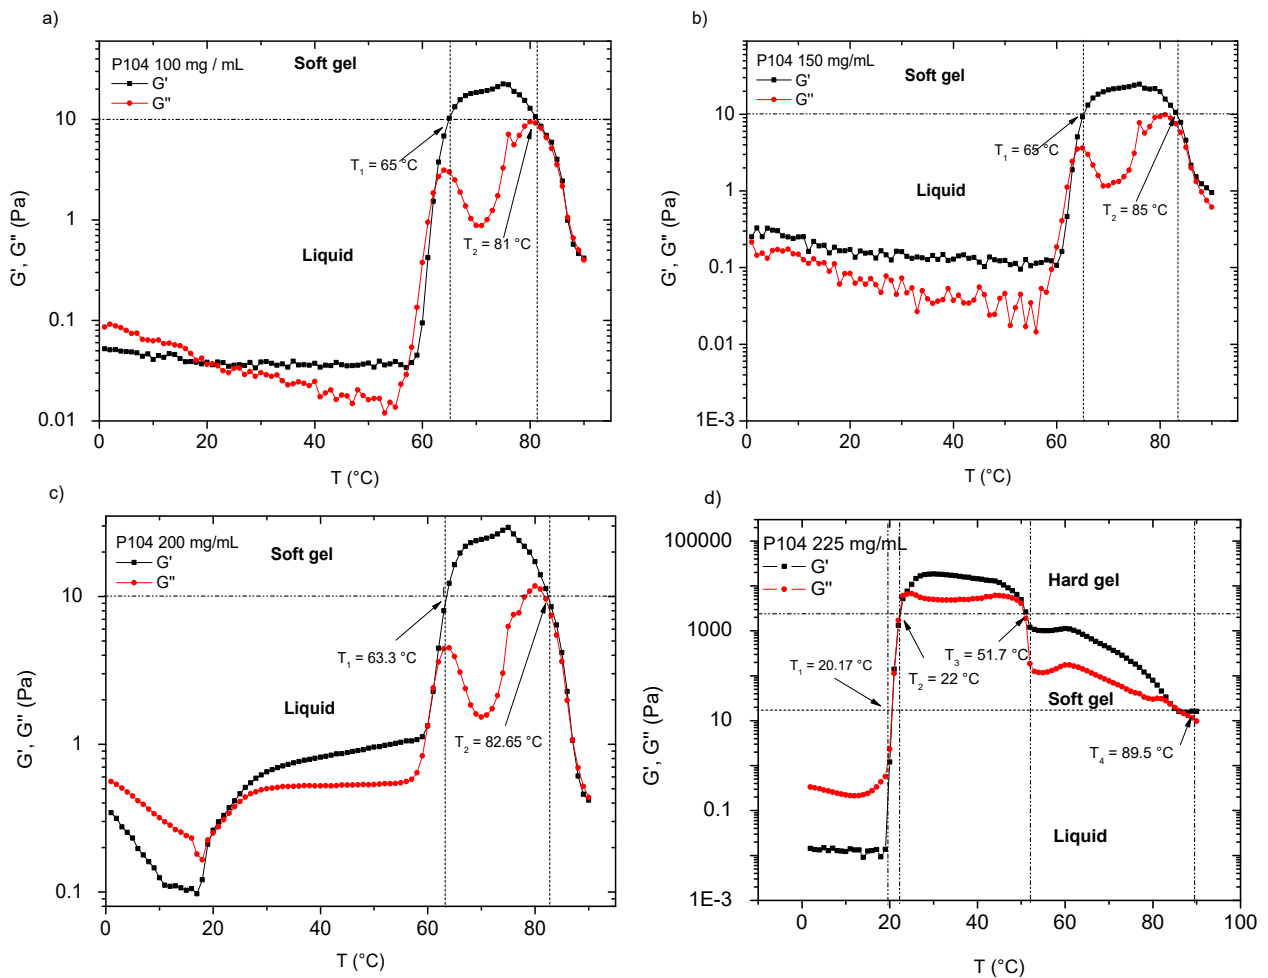 a)
P104 100 mg / mL
G'
G''
Soft gel
Liquid
T1 = 65 °C
T2 = 81 °C
10
1
0.1
0.01
0 20 40 60 80
G', G'' (Pa)
T (°C)
b)
P104 150 mg/mL
G'
G''
Soft gel
Liquid
T1 = 65 °C
T2 = 85 °C
100
10
1
0.1
0.01
1E-3
0 20 40 60 80
G', G'' (Pa)
T (°C)
c)
P104 200 mg/mL
G'
G''
Soft gel
Liquid
T1 = 63.3 °C
T2 = 82.65 °C
10
1
0.1
0 20 40 60 80
G', G'' (Pa)
T (°C)
d)
P104 225 mg/mL
G'
G''
Hard gel
Soft gel
Liquid
T1 = 20.17 °C
T2 = 22 °C
T3 = 51.7 °C
T4 = 89.5 °C
100000
1000
10
0.1
1E-3
0 20 40 60 80 100
G', G'' (Pa)
T (°C)